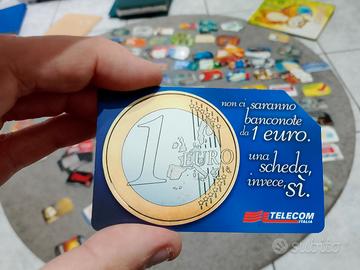 1
EURO
non ci saranno
banconote
da 1 euro.
una
scheda,
invece,
sì.
TELECOM
ITALIA
subito